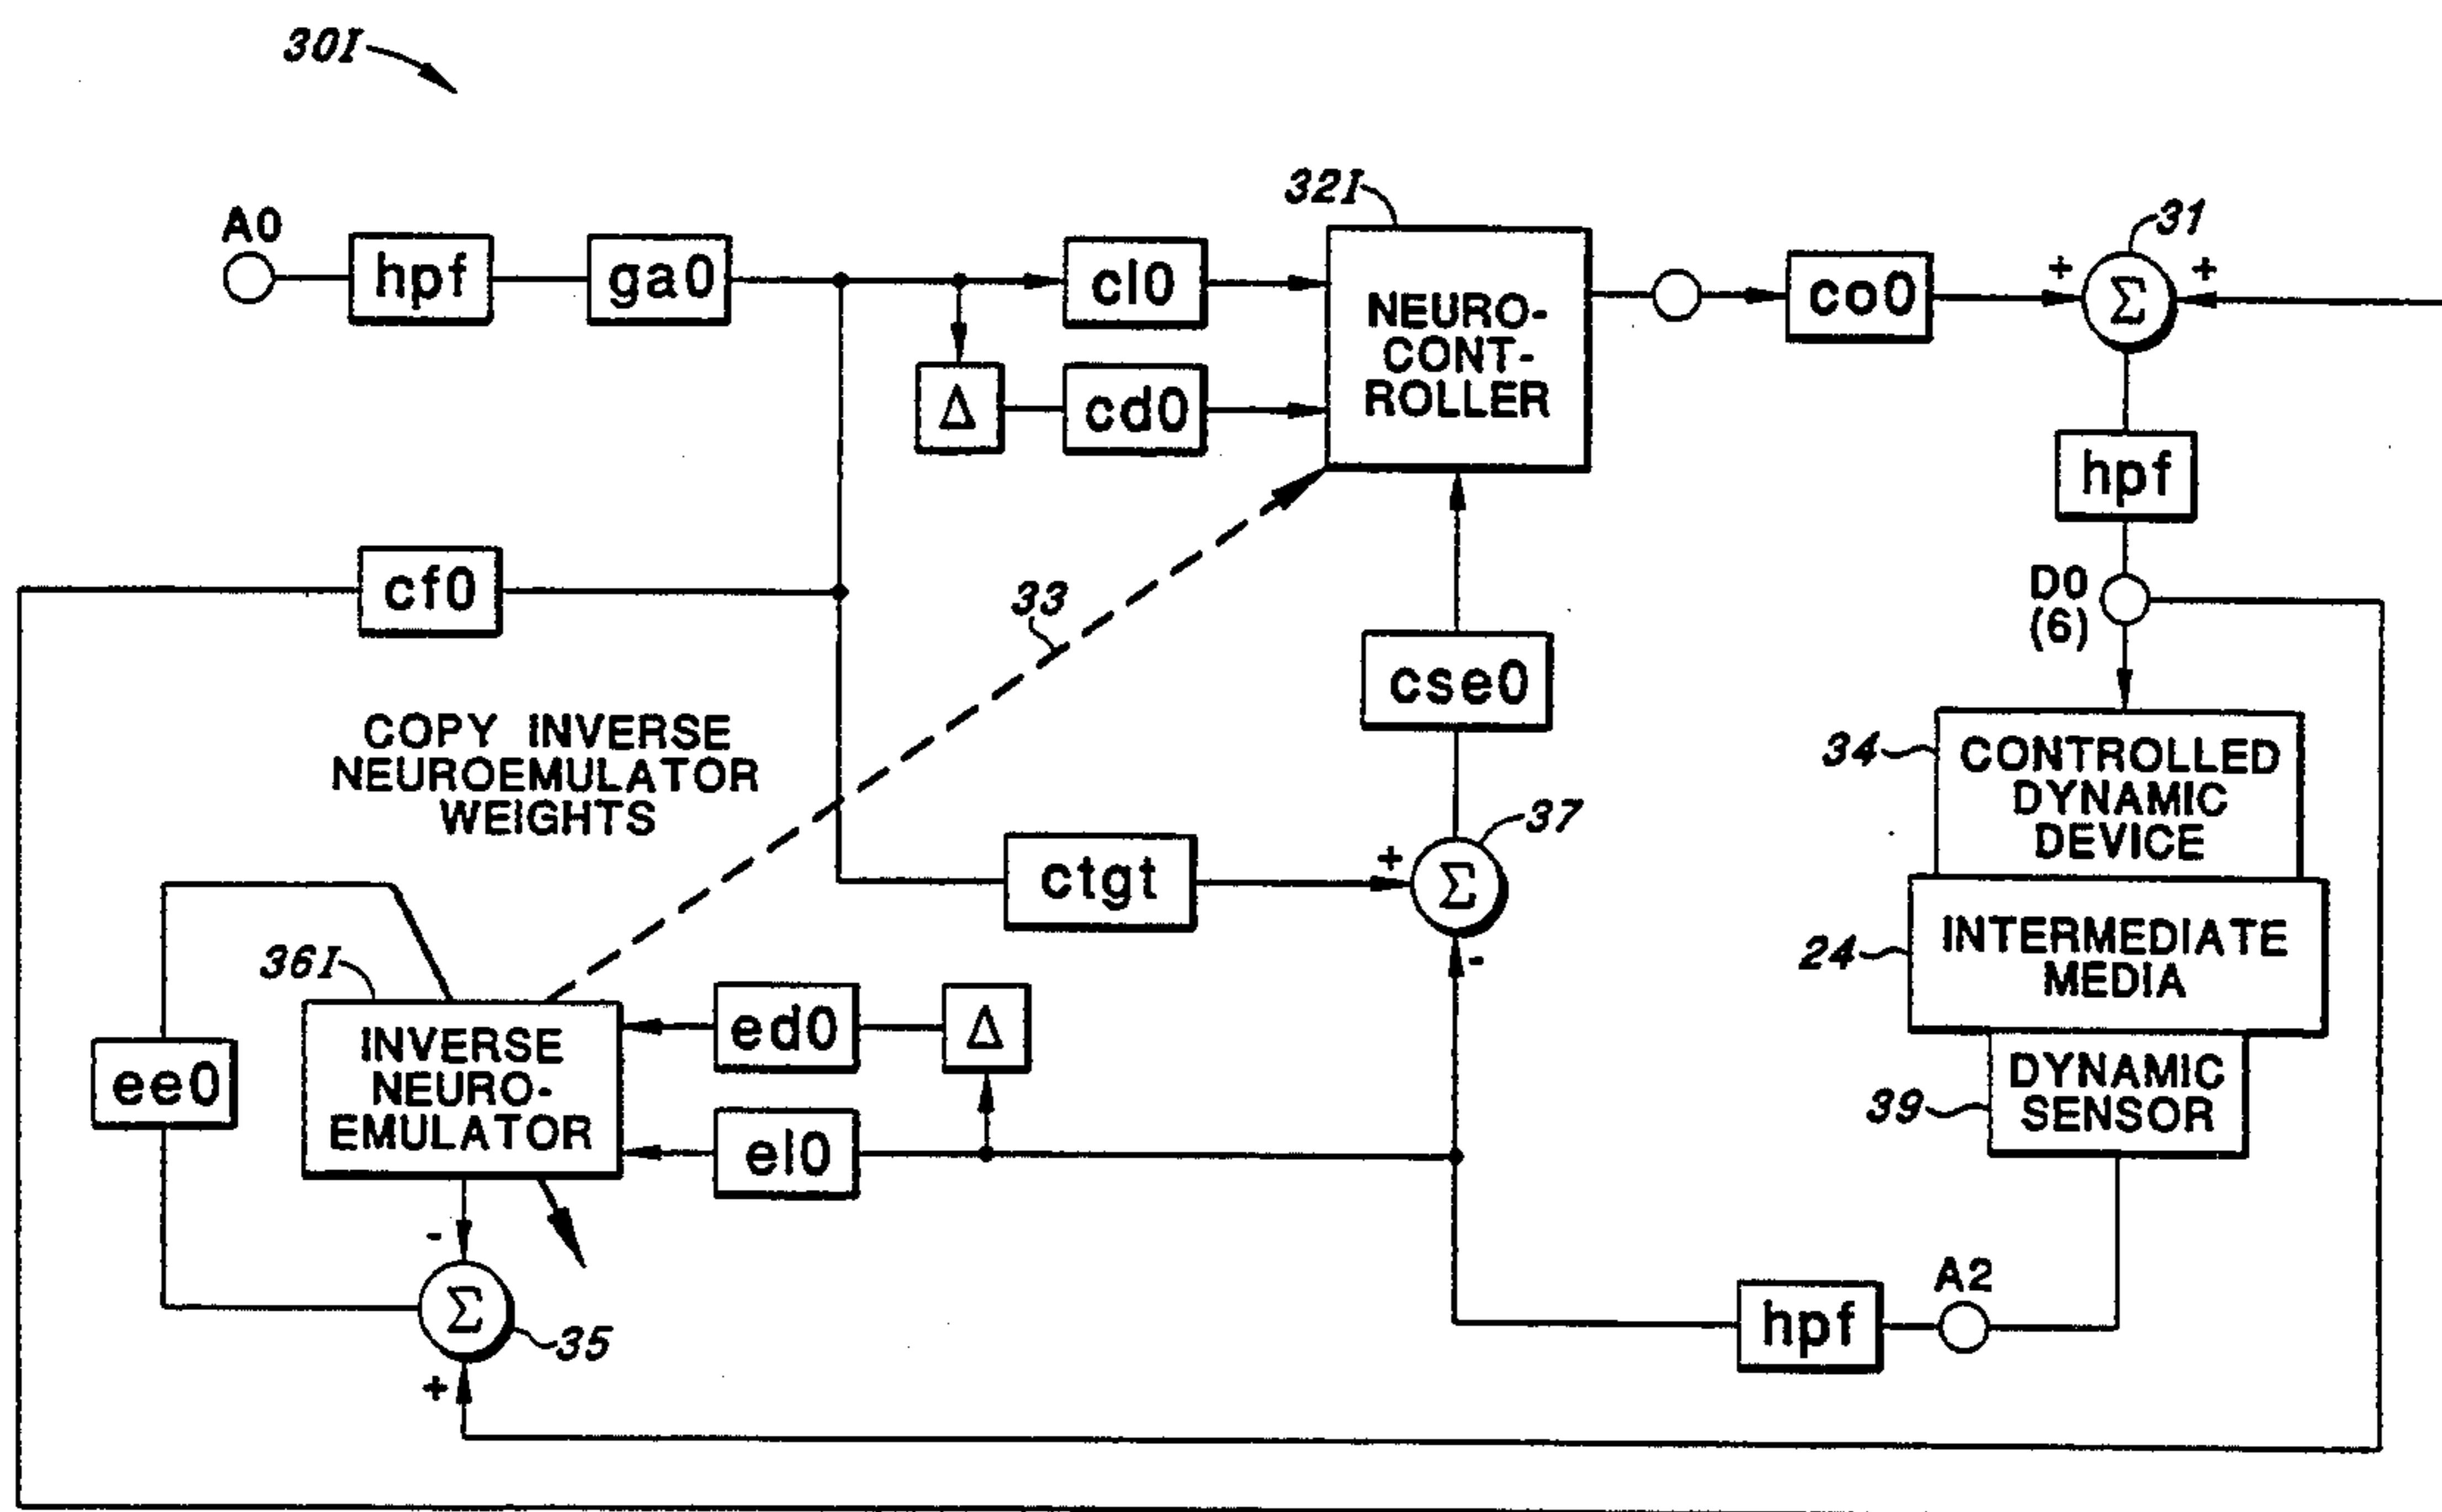 30I
A0
hpf
ga0
cl0
Δ
cd0
32I
NEURO-
CONT-
ROLLER
co0
31
+
+
Σ
hpf
D0
(6)
cf0
33
cse0
COPY INVERSE
NEUROEMULATOR
WEIGHTS
34
CONTROLLED
DYNAMIC
DEVICE
ctgt
+
37
Σ
-
24
INTERMEDIATE
MEDIA
36I
INVERSE
NEURO-
EMULATOR
ee0
ed0
Δ
el0
39
DYNAMIC
SENSOR
-
Σ
35
+
hpf
A2